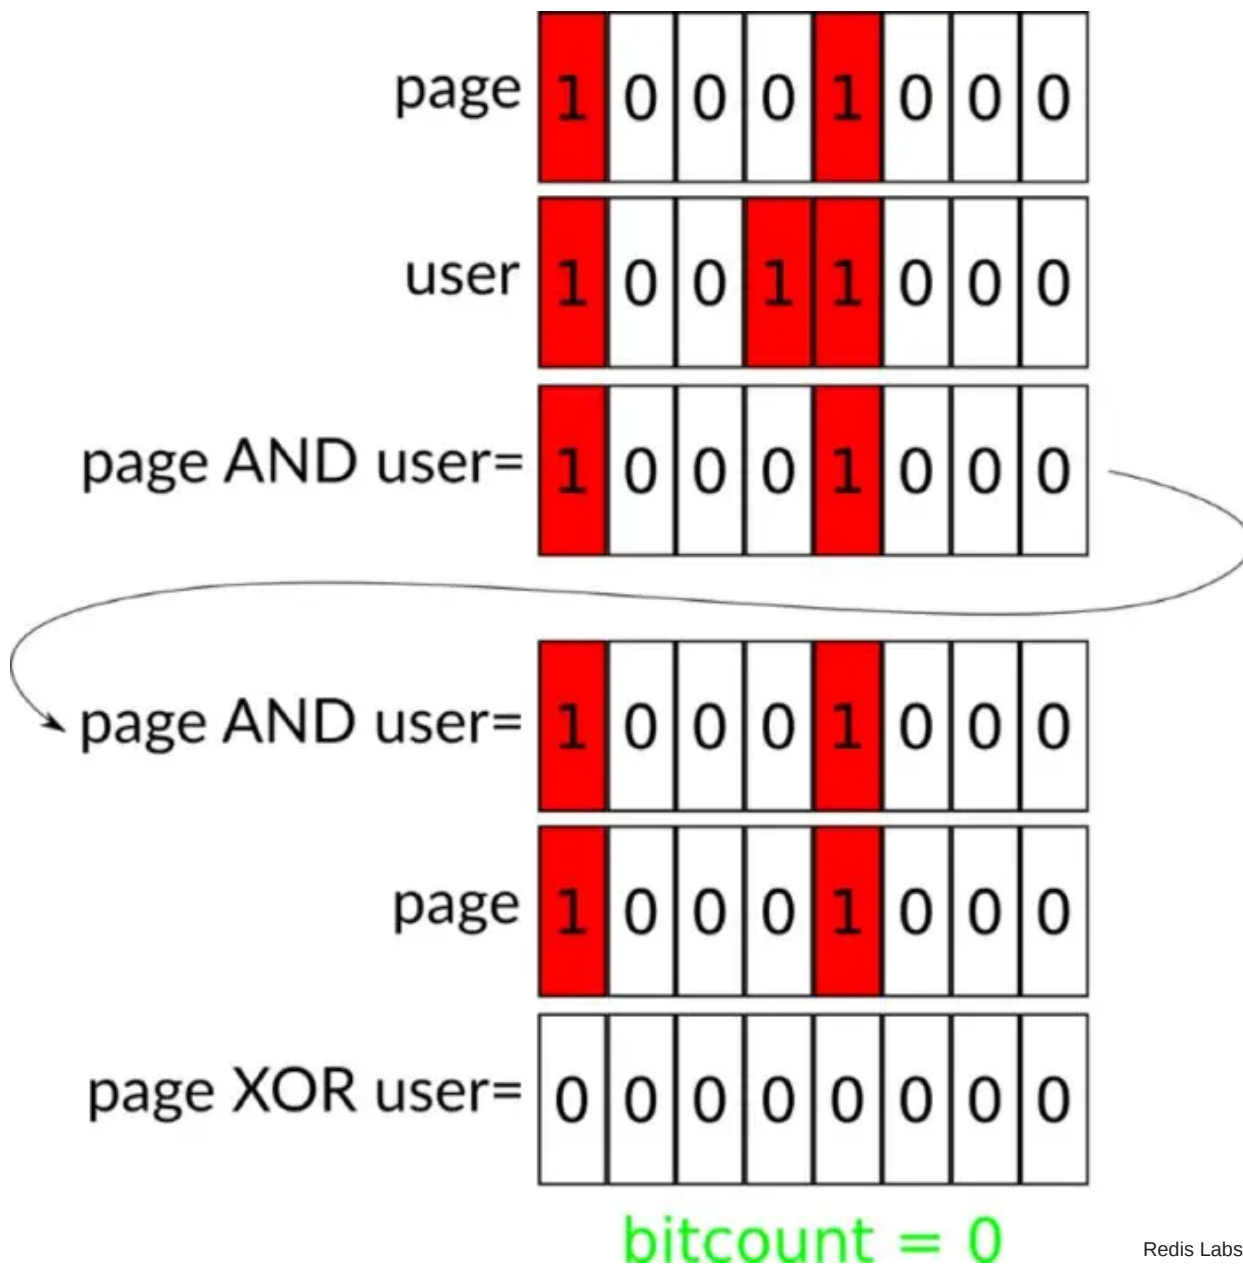 page 1 0 0 0 1 0 0 0
user 1 0 0 1 1 0 0 0
page AND user= 1 0 0 0 1 0 0 0
page AND user= 1 0 0 0 1 0 0 0
page 1 0 0 0 1 0 0 0
page XOR user= 0 0 0 0 0 0 0 0
bitcount = 0
Redis Labs